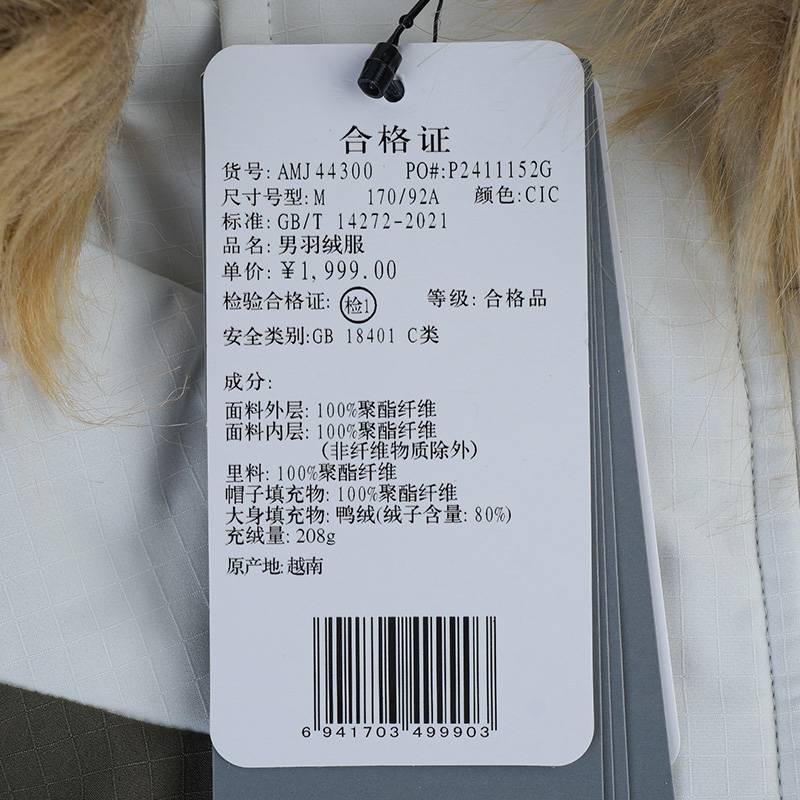 合格证
货号: AMJ44300 PO#:P2411152G
尺寸号型:M 170/92A 颜色:CIC
标准: GB/T 14272-2021
品名: 男羽绒服
单价: ¥1,999.00
检验合格证: 检1 等级: 合格品
安全类别:GB 18401 C类
成分:
面料外层: 100%聚酯纤维
面料内层: 100%聚酯纤维
(非纤维物质除外)
里料: 100%聚酯纤维
帽子填充物: 100%聚酯纤维
大身填充物: 鸭绒(绒子含量: 80%)
充绒量: 208g
原产地: 越南
6 941703 499903